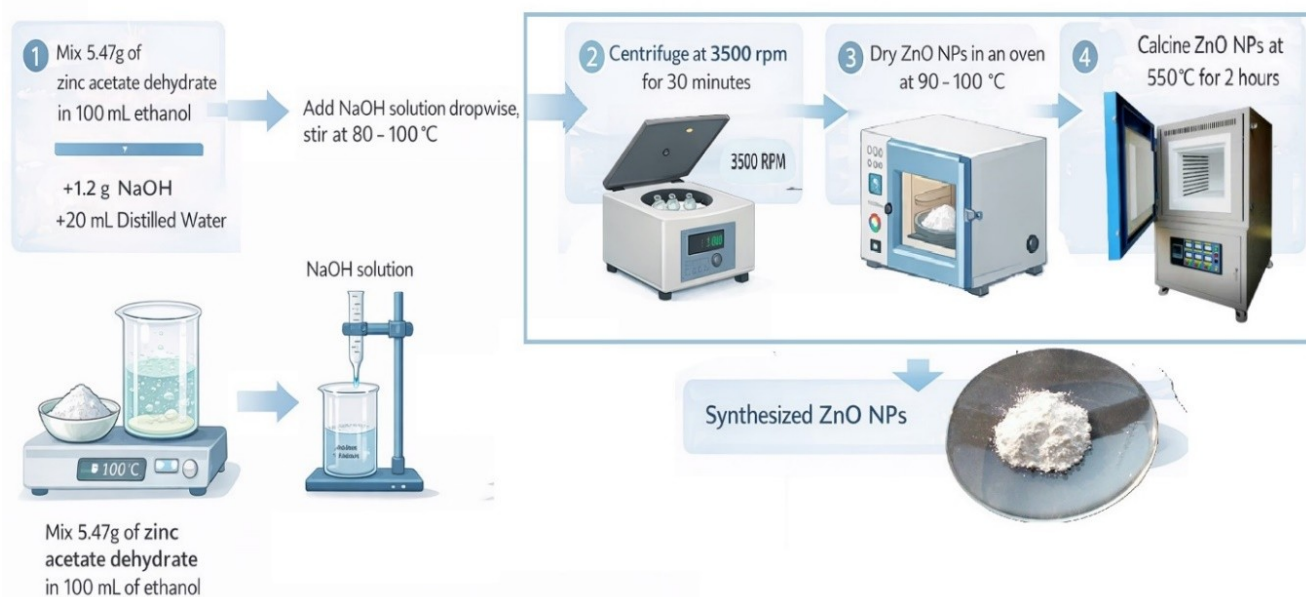 1
Mix 5.47g of
zinc acetate dehydrate
in 100 mL ethanol
+1.2 g NaOH
+20 mL Distilled Water
Add NaOH solution dropwise,
stir at 80 – 100 °C
2
Centrifuge at 3500 rpm
for 30 minutes
3500 RPM
3
Dry ZnO NPs in an oven
at 90 – 100 °C
4
Calcine ZnO NPs at
550°C for 2 hours
NaOH solution
100°C
Mix 5.47g of zinc
acetate dehydrate
in 100 mL of ethanol
Synthesized ZnO NPs